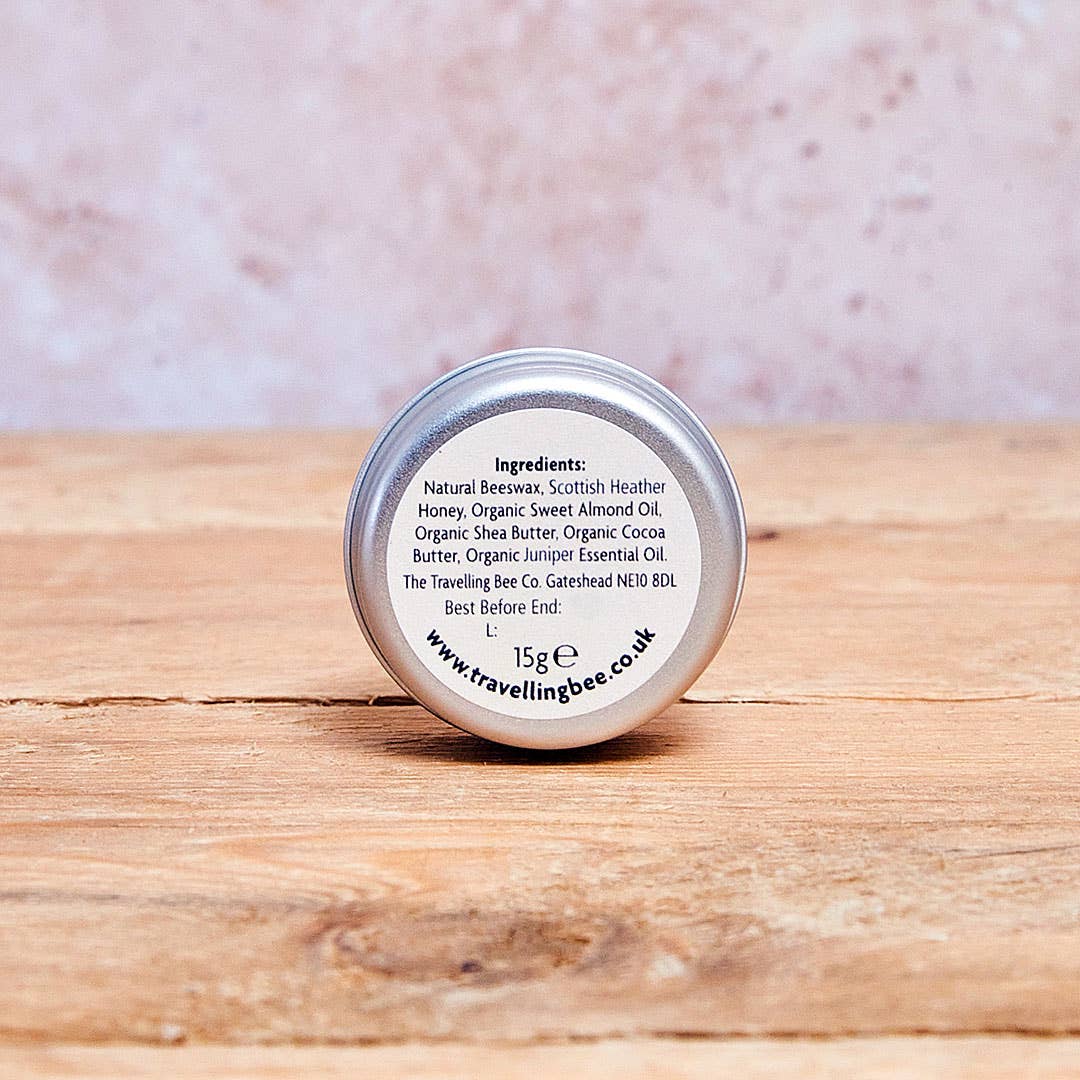 Ingredients:
Natural Beeswax, Scottish Heather
Honey, Organic Sweet Almond Oil,
Organic Shea Butter, Organic Cocoa
Butter, Organic Juniper Essential Oil.
The Travelling Bee Co. Gateshead NE10 8DL
Best Before End:
L:
15g ℮
www.travellingbee.co.uk